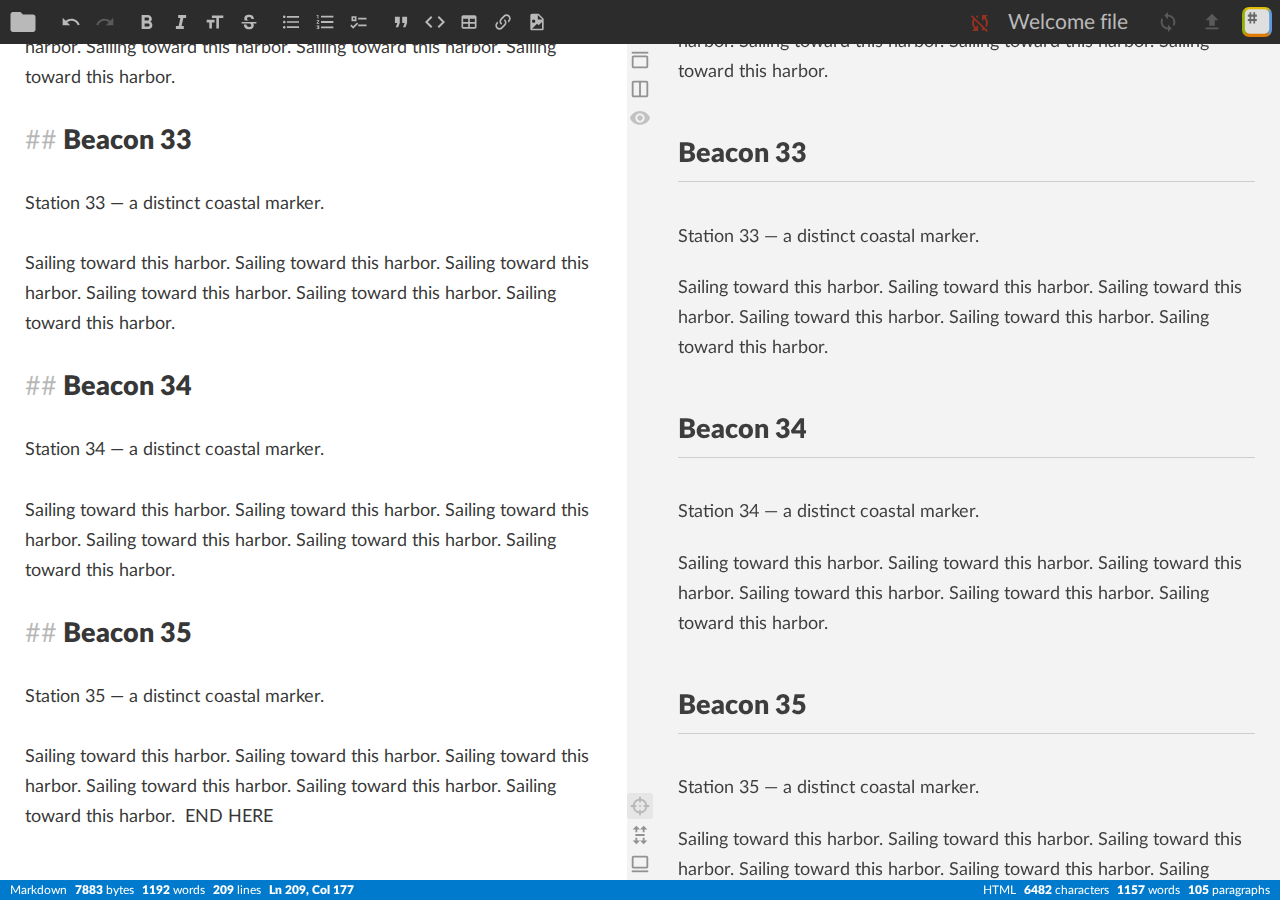 Welcome file
harbor. Sailing toward this harbor. Sailing toward this harbor. Sailing
toward this harbor.
## Beacon 33
Station 33 — a distinct coastal marker.
Sailing toward this harbor. Sailing toward this harbor. Sailing toward this
harbor. Sailing toward this harbor. Sailing toward this harbor. Sailing
toward this harbor.
## Beacon 34
Station 34 — a distinct coastal marker.
Sailing toward this harbor. Sailing toward this harbor. Sailing toward this
harbor. Sailing toward this harbor. Sailing toward this harbor. Sailing
toward this harbor.
## Beacon 35
Station 35 — a distinct coastal marker.
Sailing toward this harbor. Sailing toward this harbor. Sailing toward this
harbor. Sailing toward this harbor. Sailing toward this harbor. Sailing
toward this harbor.  END HERE
harbor. Sailing toward this harbor. Sailing toward this harbor. Sailing
toward this harbor.
Beacon 33
Station 33 — a distinct coastal marker.
Sailing toward this harbor. Sailing toward this harbor. Sailing toward this
harbor. Sailing toward this harbor. Sailing toward this harbor. Sailing
toward this harbor.
Beacon 34
Station 34 — a distinct coastal marker.
Sailing toward this harbor. Sailing toward this harbor. Sailing toward this
harbor. Sailing toward this harbor. Sailing toward this harbor. Sailing
toward this harbor.
Beacon 35
Station 35 — a distinct coastal marker.
Sailing toward this harbor. Sailing toward this harbor. Sailing toward this
harbor. Sailing toward this harbor. Sailing toward this harbor. Sailing
Markdown 7883 bytes 1192 words 209 lines Ln 209, Col 177
HTML 6482 characters 1157 words 105 paragraphs